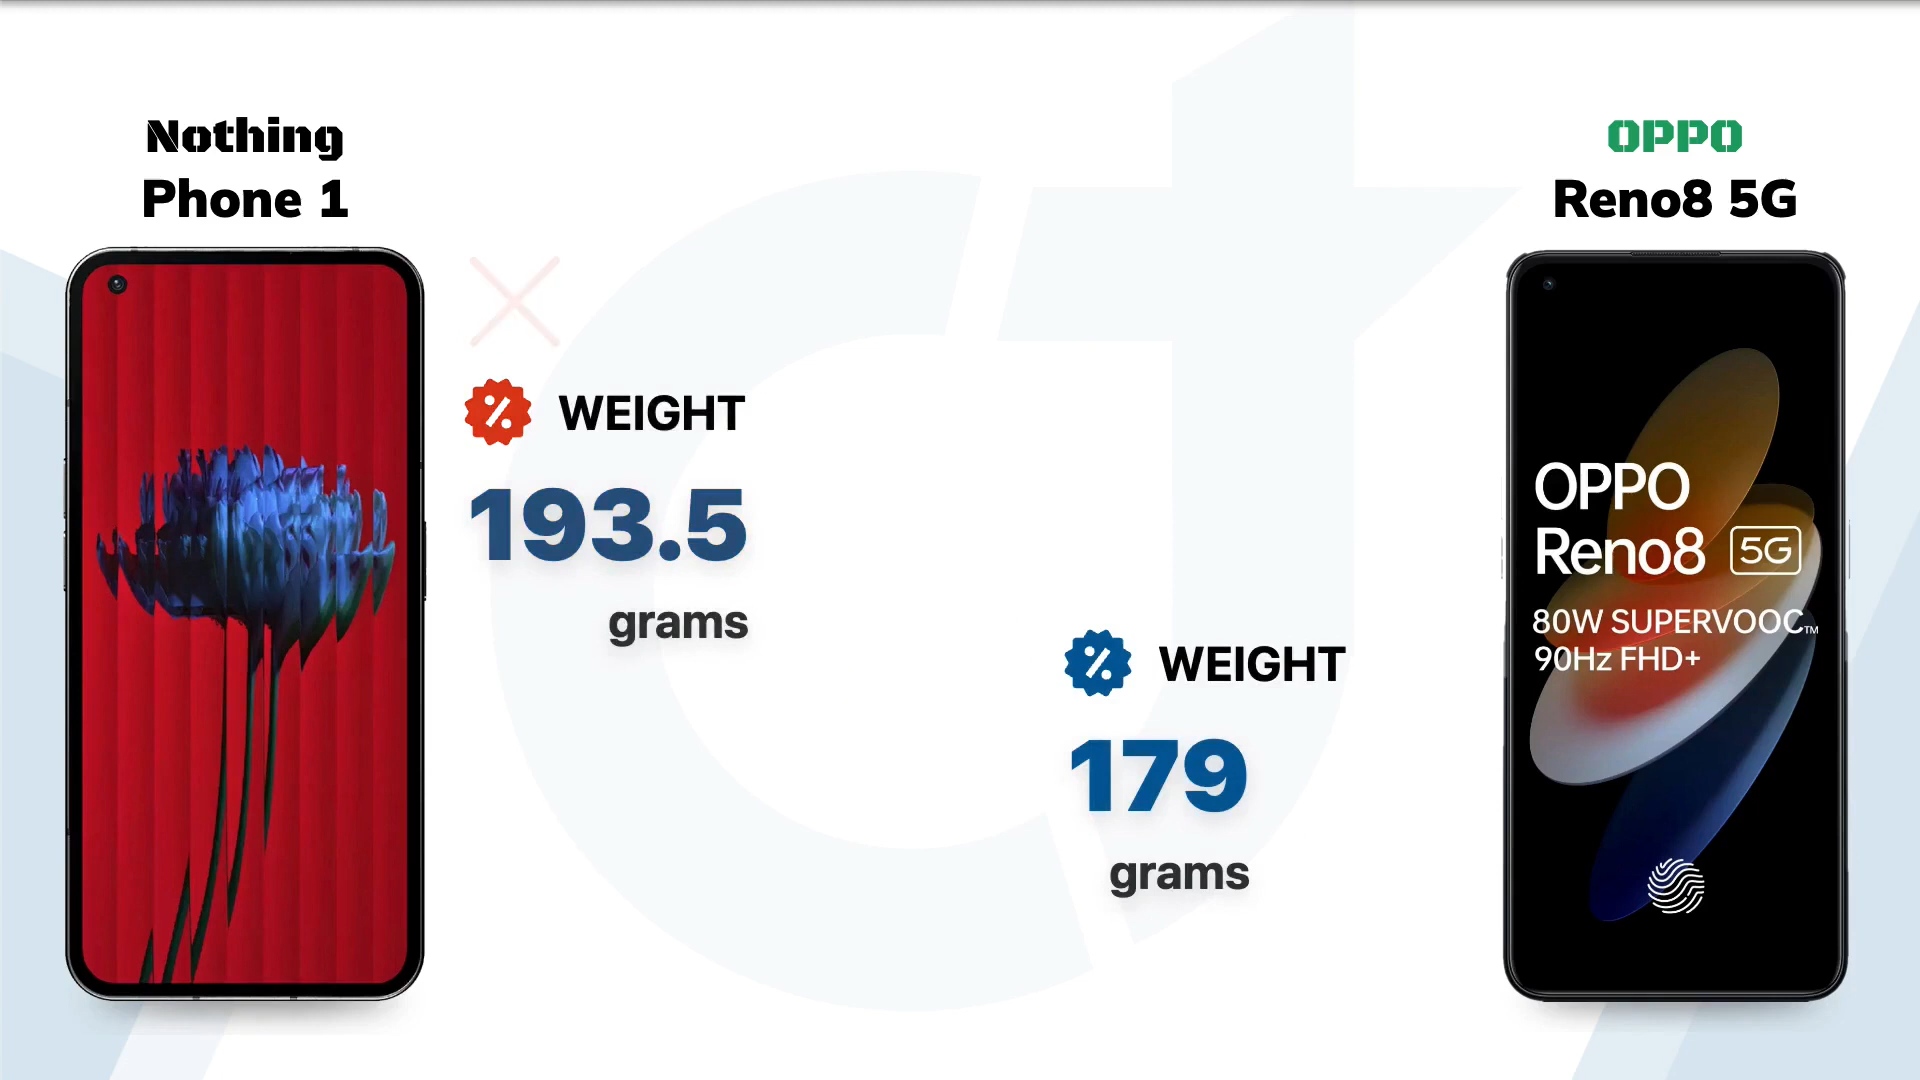 Nothing
Phone 1
WEIGHT
193.5
grams
OPPO
Reno8 5G
WEIGHT
179
grams
OPPO
Reno8 5G
80W SUPERVOOC™
90Hz FHD+